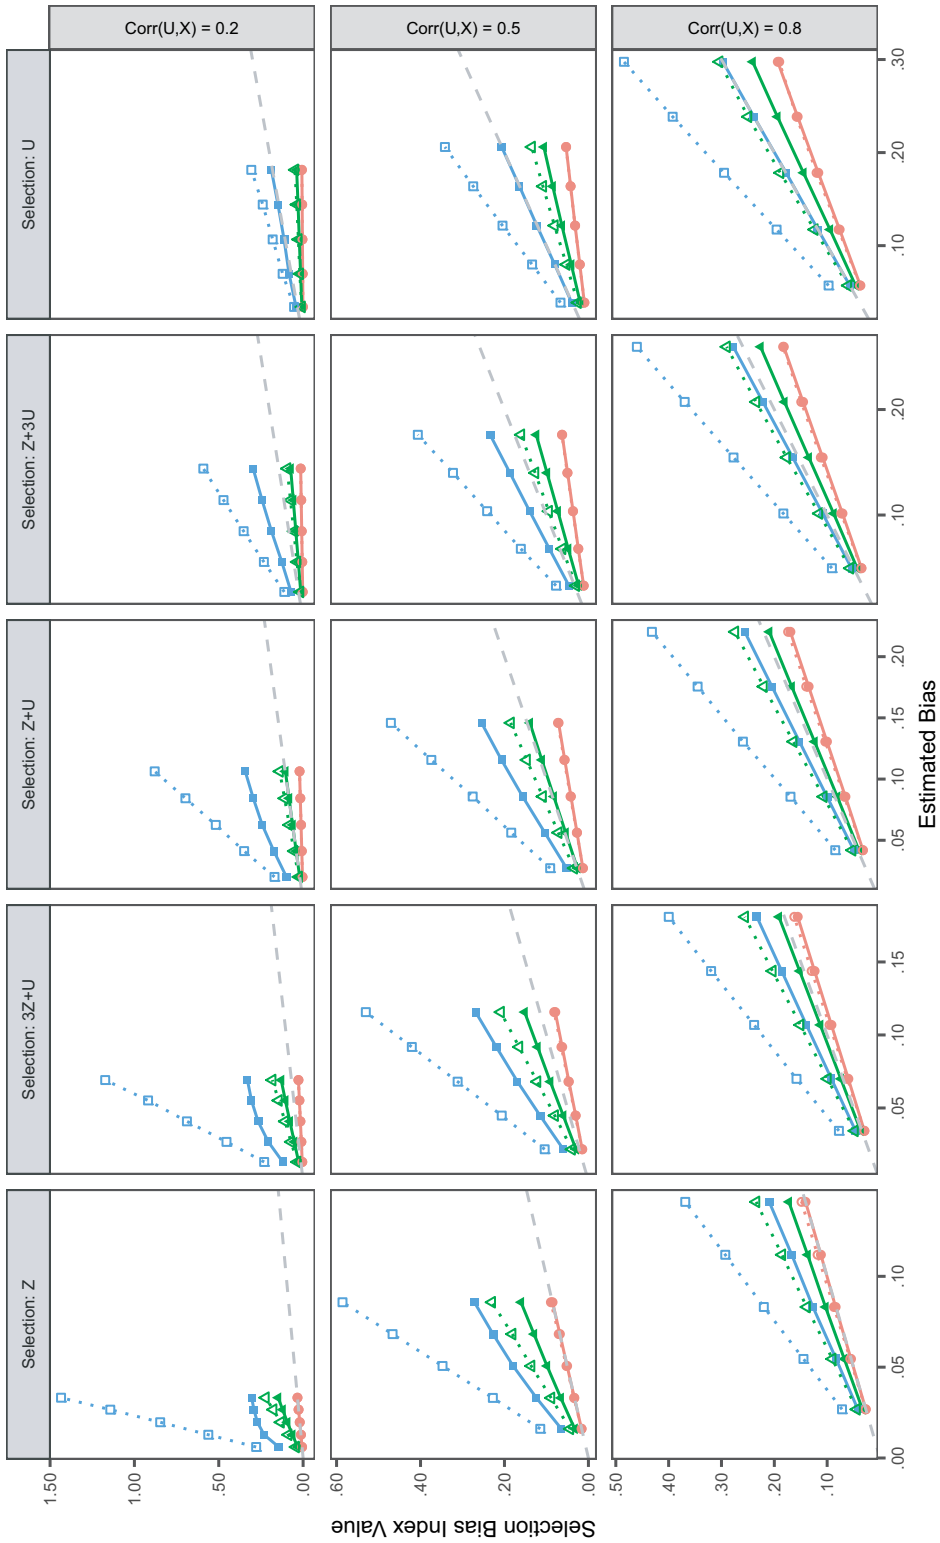 Selection: Z
Selection: 3Z+U
Selection: Z+U
Selection: Z+3U
Selection: U
1.50
1.00
.50
.00
Corr(U,X) = 0.2
.60
.40
.20
.00
Corr(U,X) = 0.5
.50
.40
.30
.20
.10
Corr(U,X) = 0.8
.00
.05
.10
.05
.10
.15
.05
.10
.15
.20
.10
.20
.10
.20
.30
Estimated Bias
Selection Bias Index Value